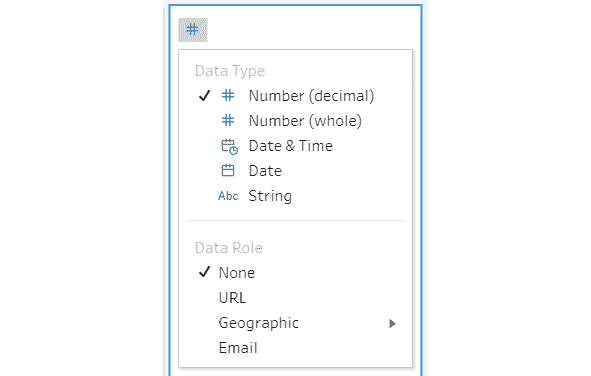 #
Data Type
✓ # Number (decimal)
# Number (whole)
Date & Time
Date
Abc String
Data Role
✓ None
URL
Geographic
Email